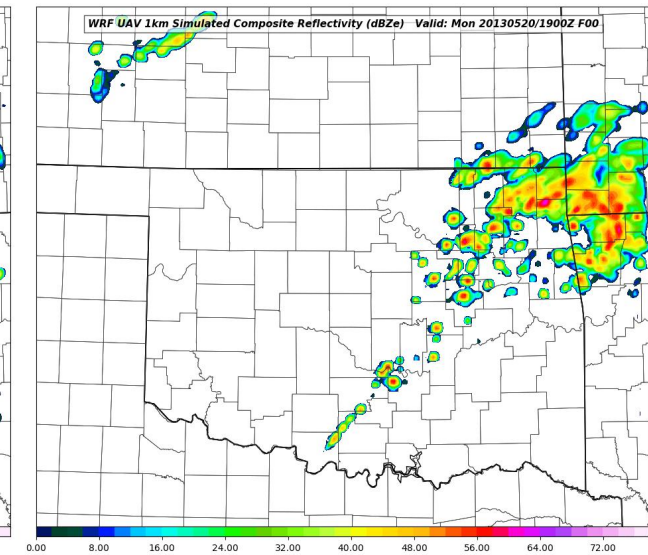 WRF UAV 1km Simulated Composite Reflectivity (dBZe)   Valid: Mon 20130520/1900Z F00
0.00 8.00 16.00 24.00 32.00 40.00 48.00 56.00 64.00 72.00